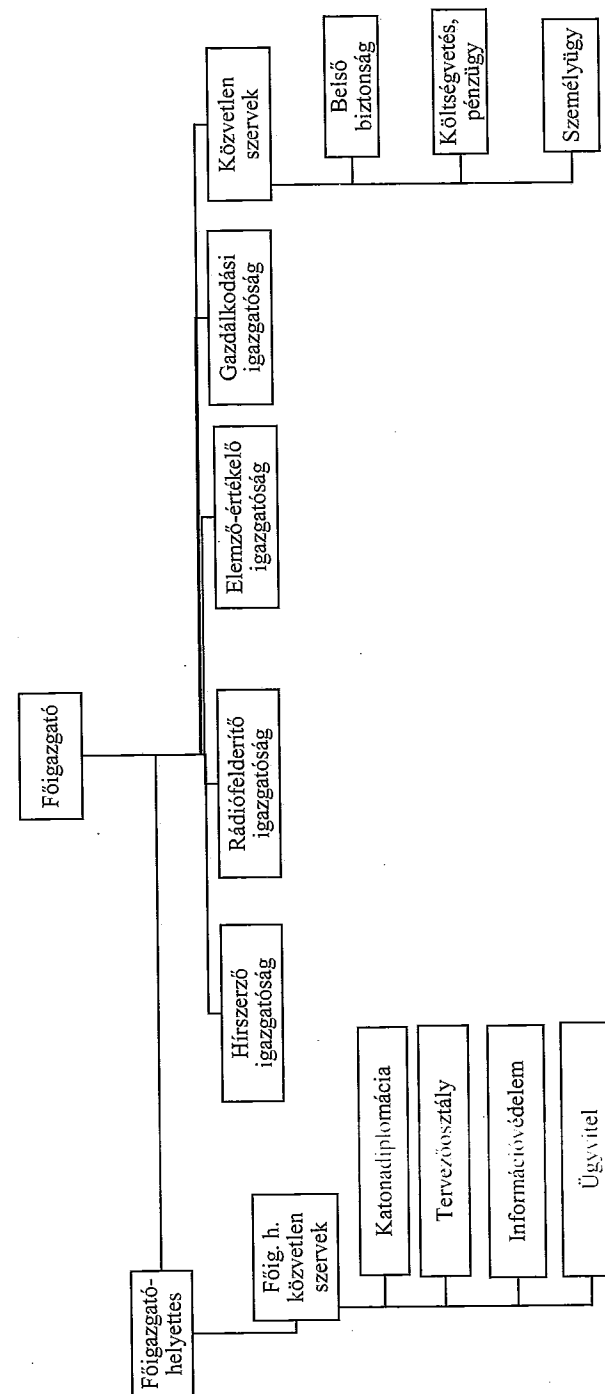 Főigazgató
Főigazgató-
helyettes
Főig. h.
közvetlen
szervek
Katonadiplomácia
Tervezőosztály
Információvédelem
Ügyvitel
Hírszerző
igazgatóság
Rádiófelderítő
igazgatóság
Elemző-értékelő
igazgatóság
Gazdálkodási
igazgatóság
Közvetlen
szervek
Belső
biztonság
Költségvetés,
pénzügy
Személyügy